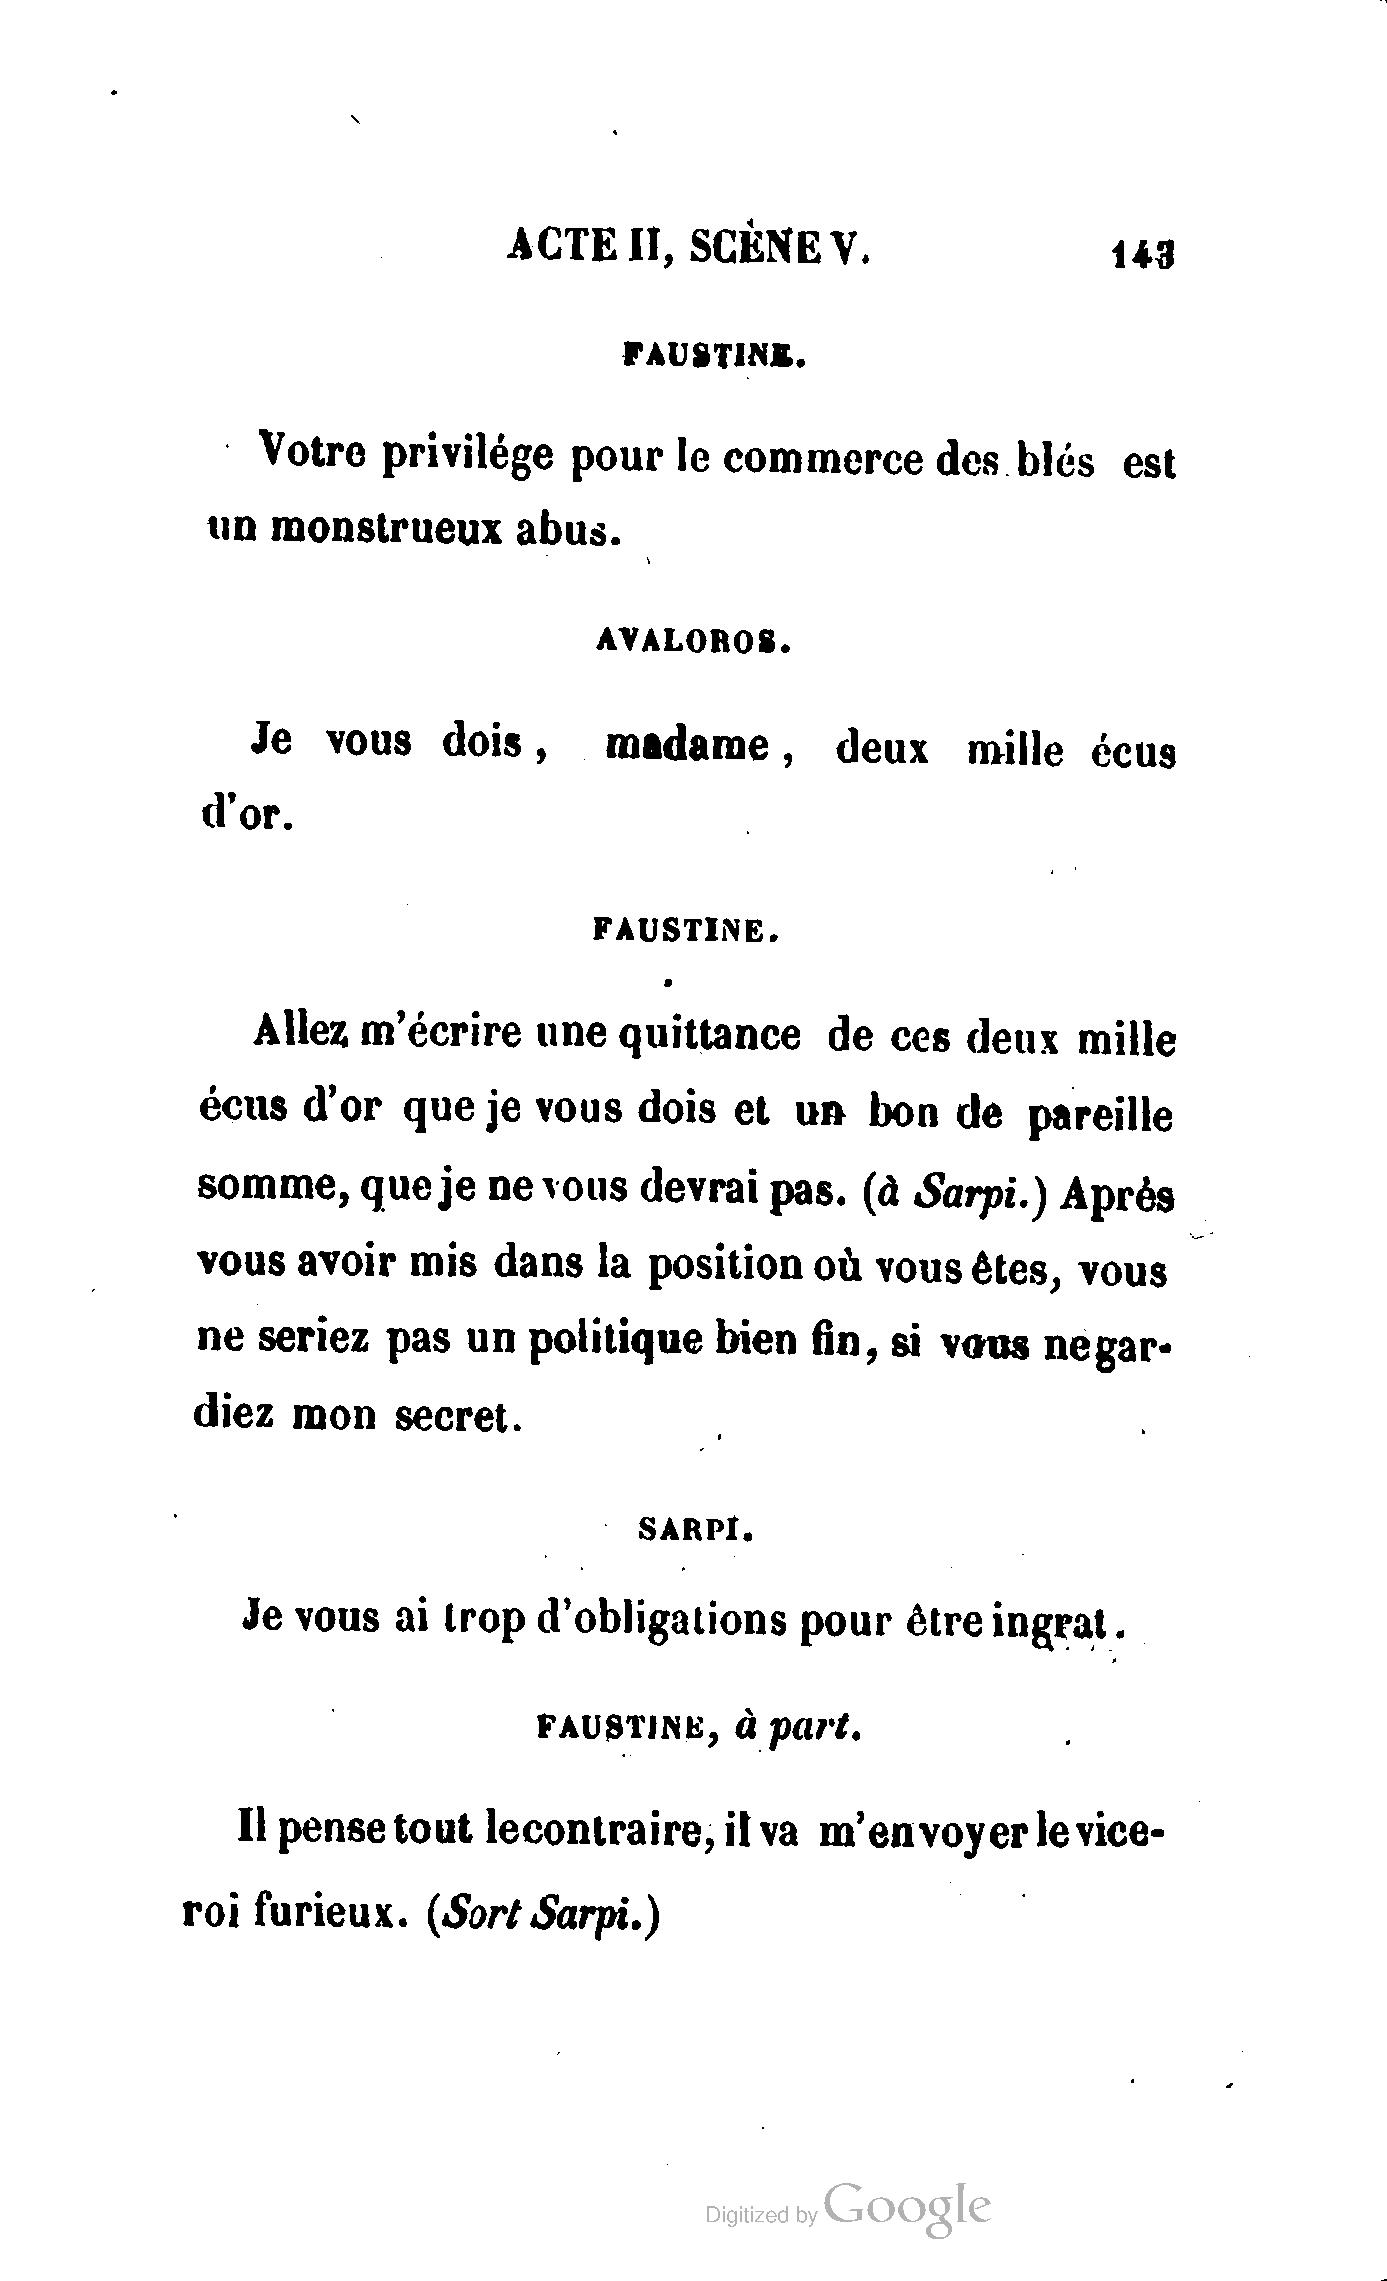 ACTE II, SCÈNE V. 143
FAUSTINE.
Votre privilége pour le commerce des blés est
un monstrueux abus.
AVALOROS.
Je vous dois, madame, deux mille écus
d'or.
FAUSTINE.
Allez m'écrire une quittance de ces deux mille
écus d'or que je vous dois et un bon de pareille
somme, que je ne vous devrai pas. (à Sarpi.) Après
vous avoir mis dans la position où vous êtes, vous
ne seriez pas un politique bien fin, si vous ne gar-
diez mon secret.
SARPI.
Je vous ai trop d'obligations pour être ingrat.
FAUSTINE, à part.
Il pense tout le contraire, il va m'envoyer le vice-
roi furieux. (Sort Sarpi.)
Digitized by Google